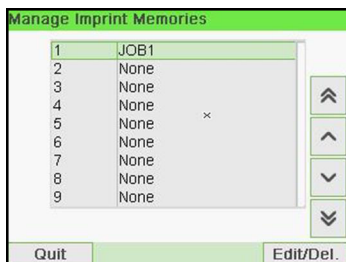 Manage Imprint Memories
1 JOB1
2 None
3 None
4 None
5 None
6 None
7 None
8 None
9 None
Quit Edit/Del.